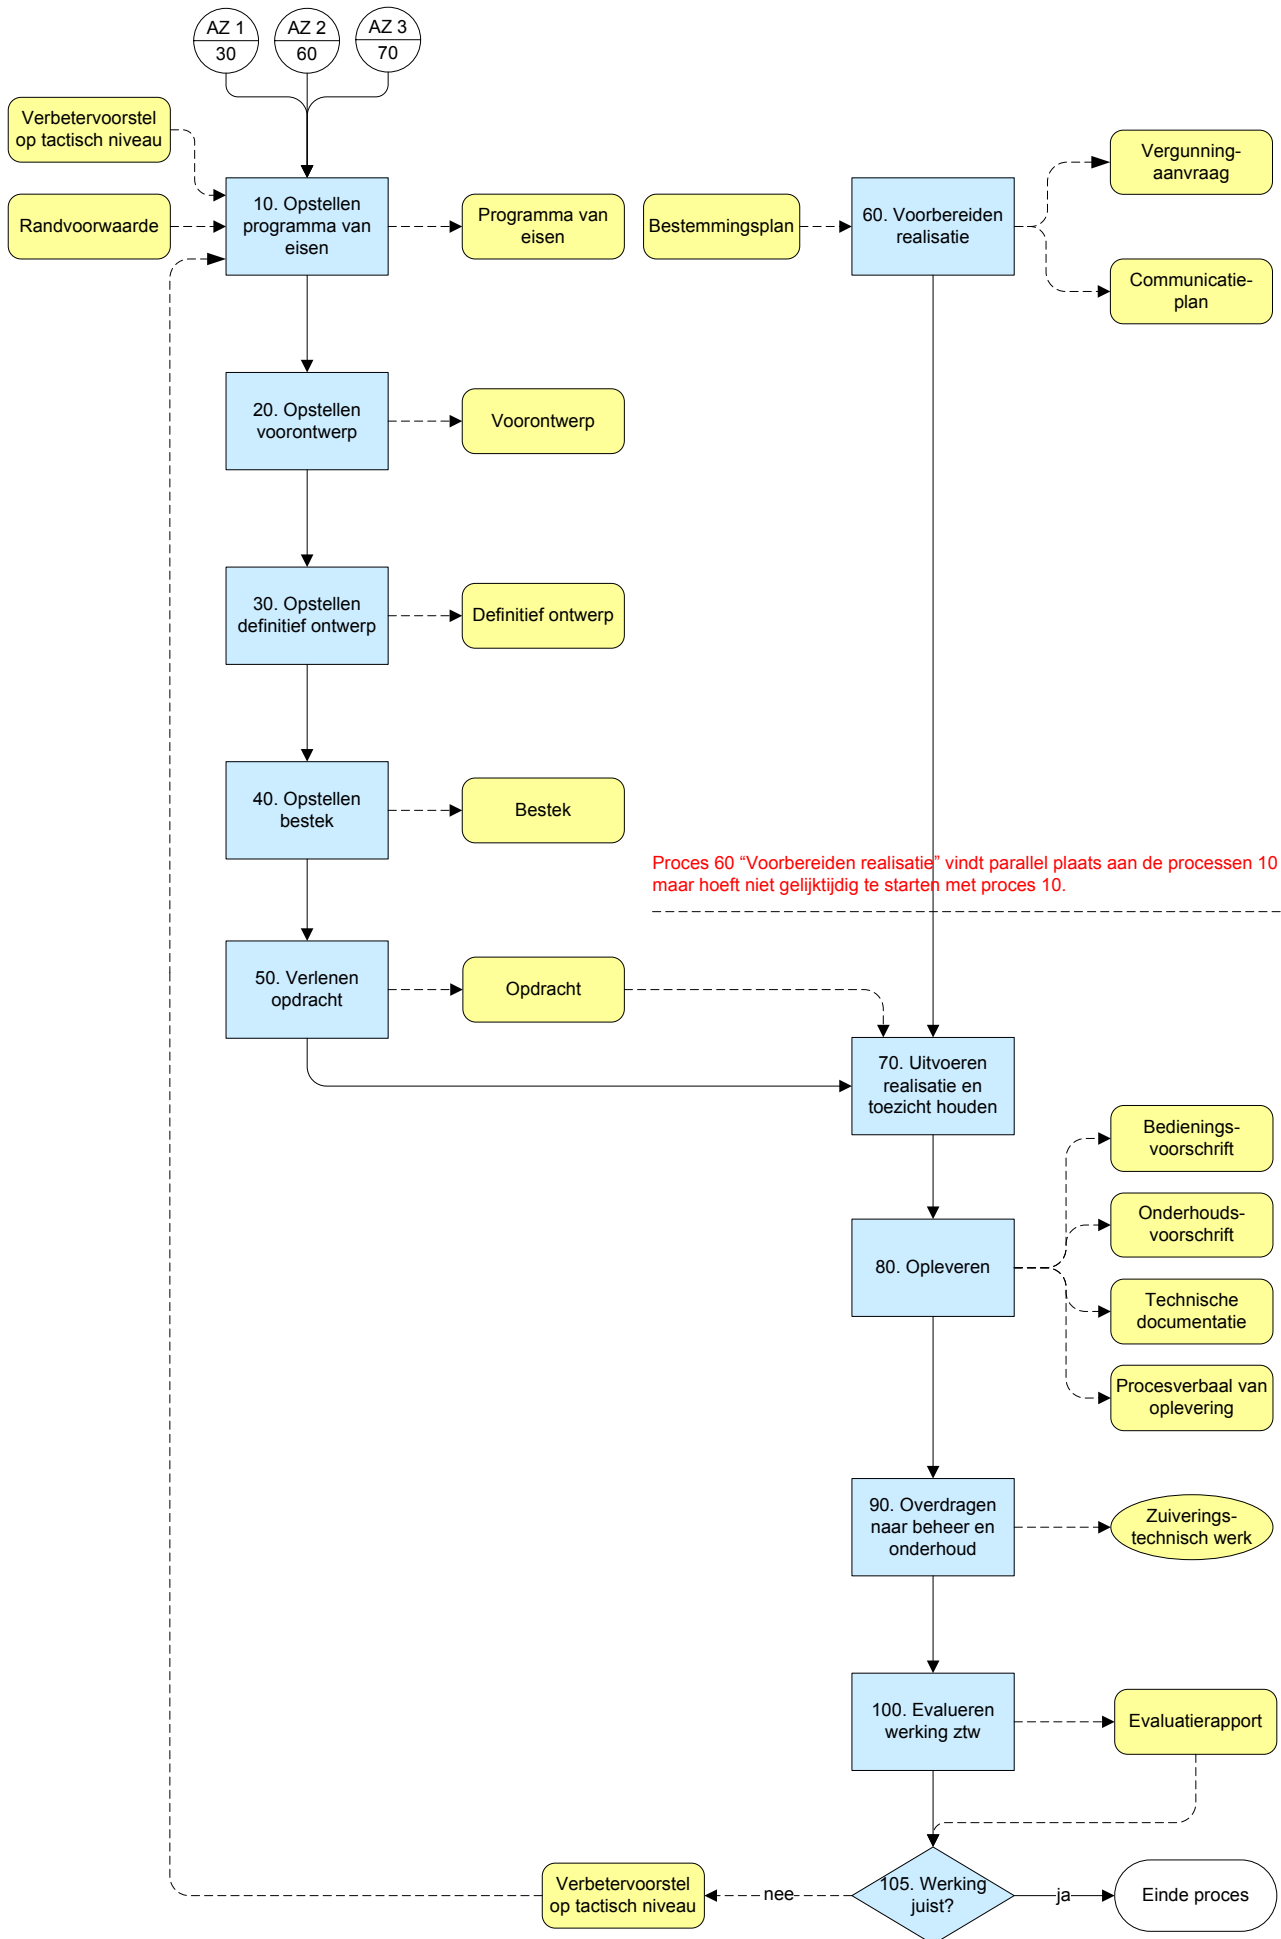 AZ 1
30
AZ 2
60
AZ 3
70
Verbetervoorstel
op tactisch niveau
Randvoorwaarde
10. Opstellen
programma van
eisen
Programma van
eisen
Bestemmingsplan
60. Voorbereiden
realisatie
Vergunning-
aanvraag
Communicatie-
plan
20. Opstellen
voorontwerp
Voorontwerp
30. Opstellen
definitief ontwerp
Definitief ontwerp
40. Opstellen
bestek
Bestek
Proces 60 “Voorbereiden realisatie” vindt parallel plaats aan de processen 10
maar hoeft niet gelijktijdig te starten met proces 10.
50. Verlenen
opdracht
Opdracht
70. Uitvoeren
realisatie en
toezicht houden
Bedienings-
voorschrift
Onderhouds-
voorschrift
80. Opleveren
Technische
documentatie
Procesverbaal van
oplevering
90. Overdragen
naar beheer en
onderhoud
Zuiverings-
technisch werk
100. Evalueren
werking ztw
Evaluatierapport
Verbetervoorstel
op tactisch niveau
nee
105. Werking
juist?
ja
Einde proces